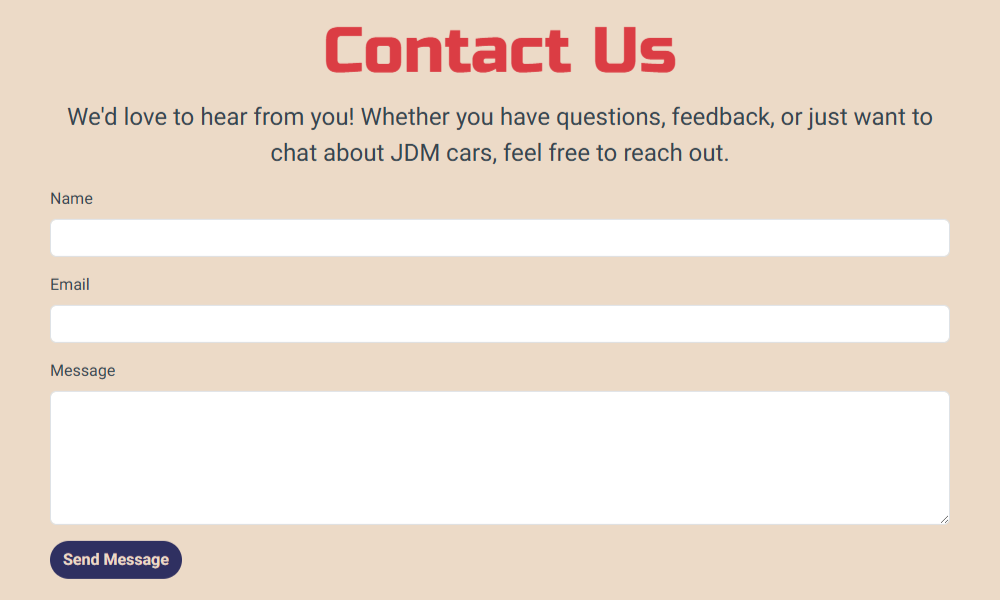 Contact Us
We'd love to hear from you! Whether you have questions, feedback, or just want to
chat about JDM cars, feel free to reach out.
Name
Email
Message
Send Message